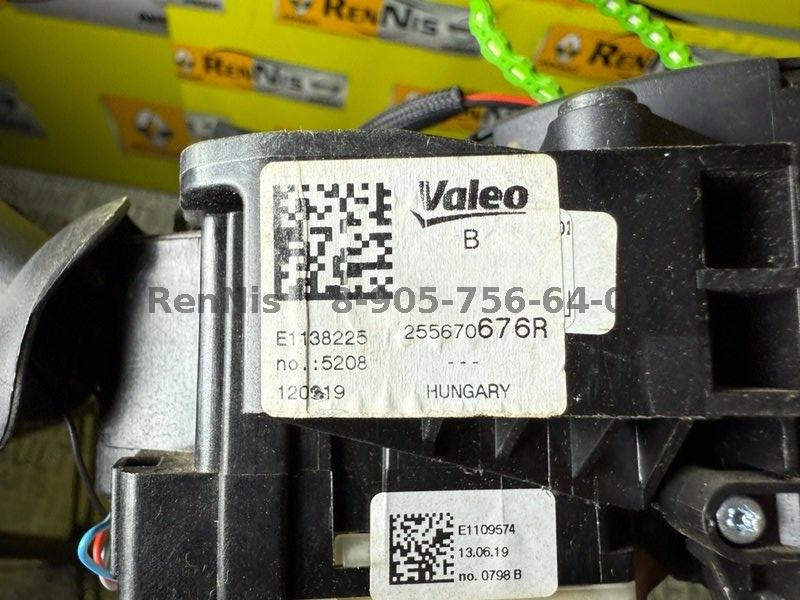 RenNis
RenNis
RenN
Valeo
B
RenNis 8-905-756-64-0
E1138225
255670676R
no.:5208
---
HUNGARY
E1109574
13.06.19
no. 0798 B